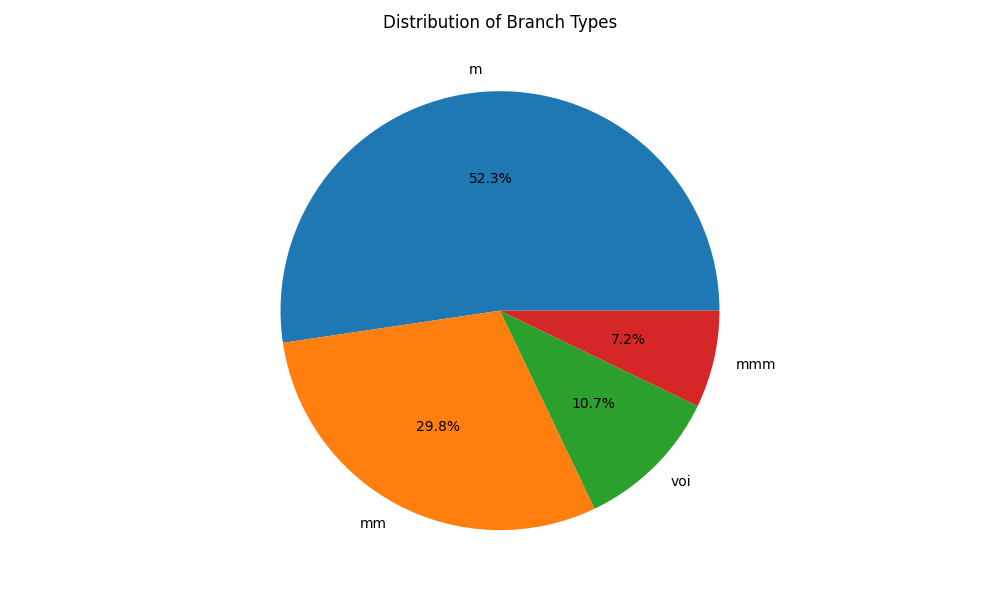 Distribution of Branch Types
m
52.3%
7.2%
mmm
10.7%
29.8%
voi
mm